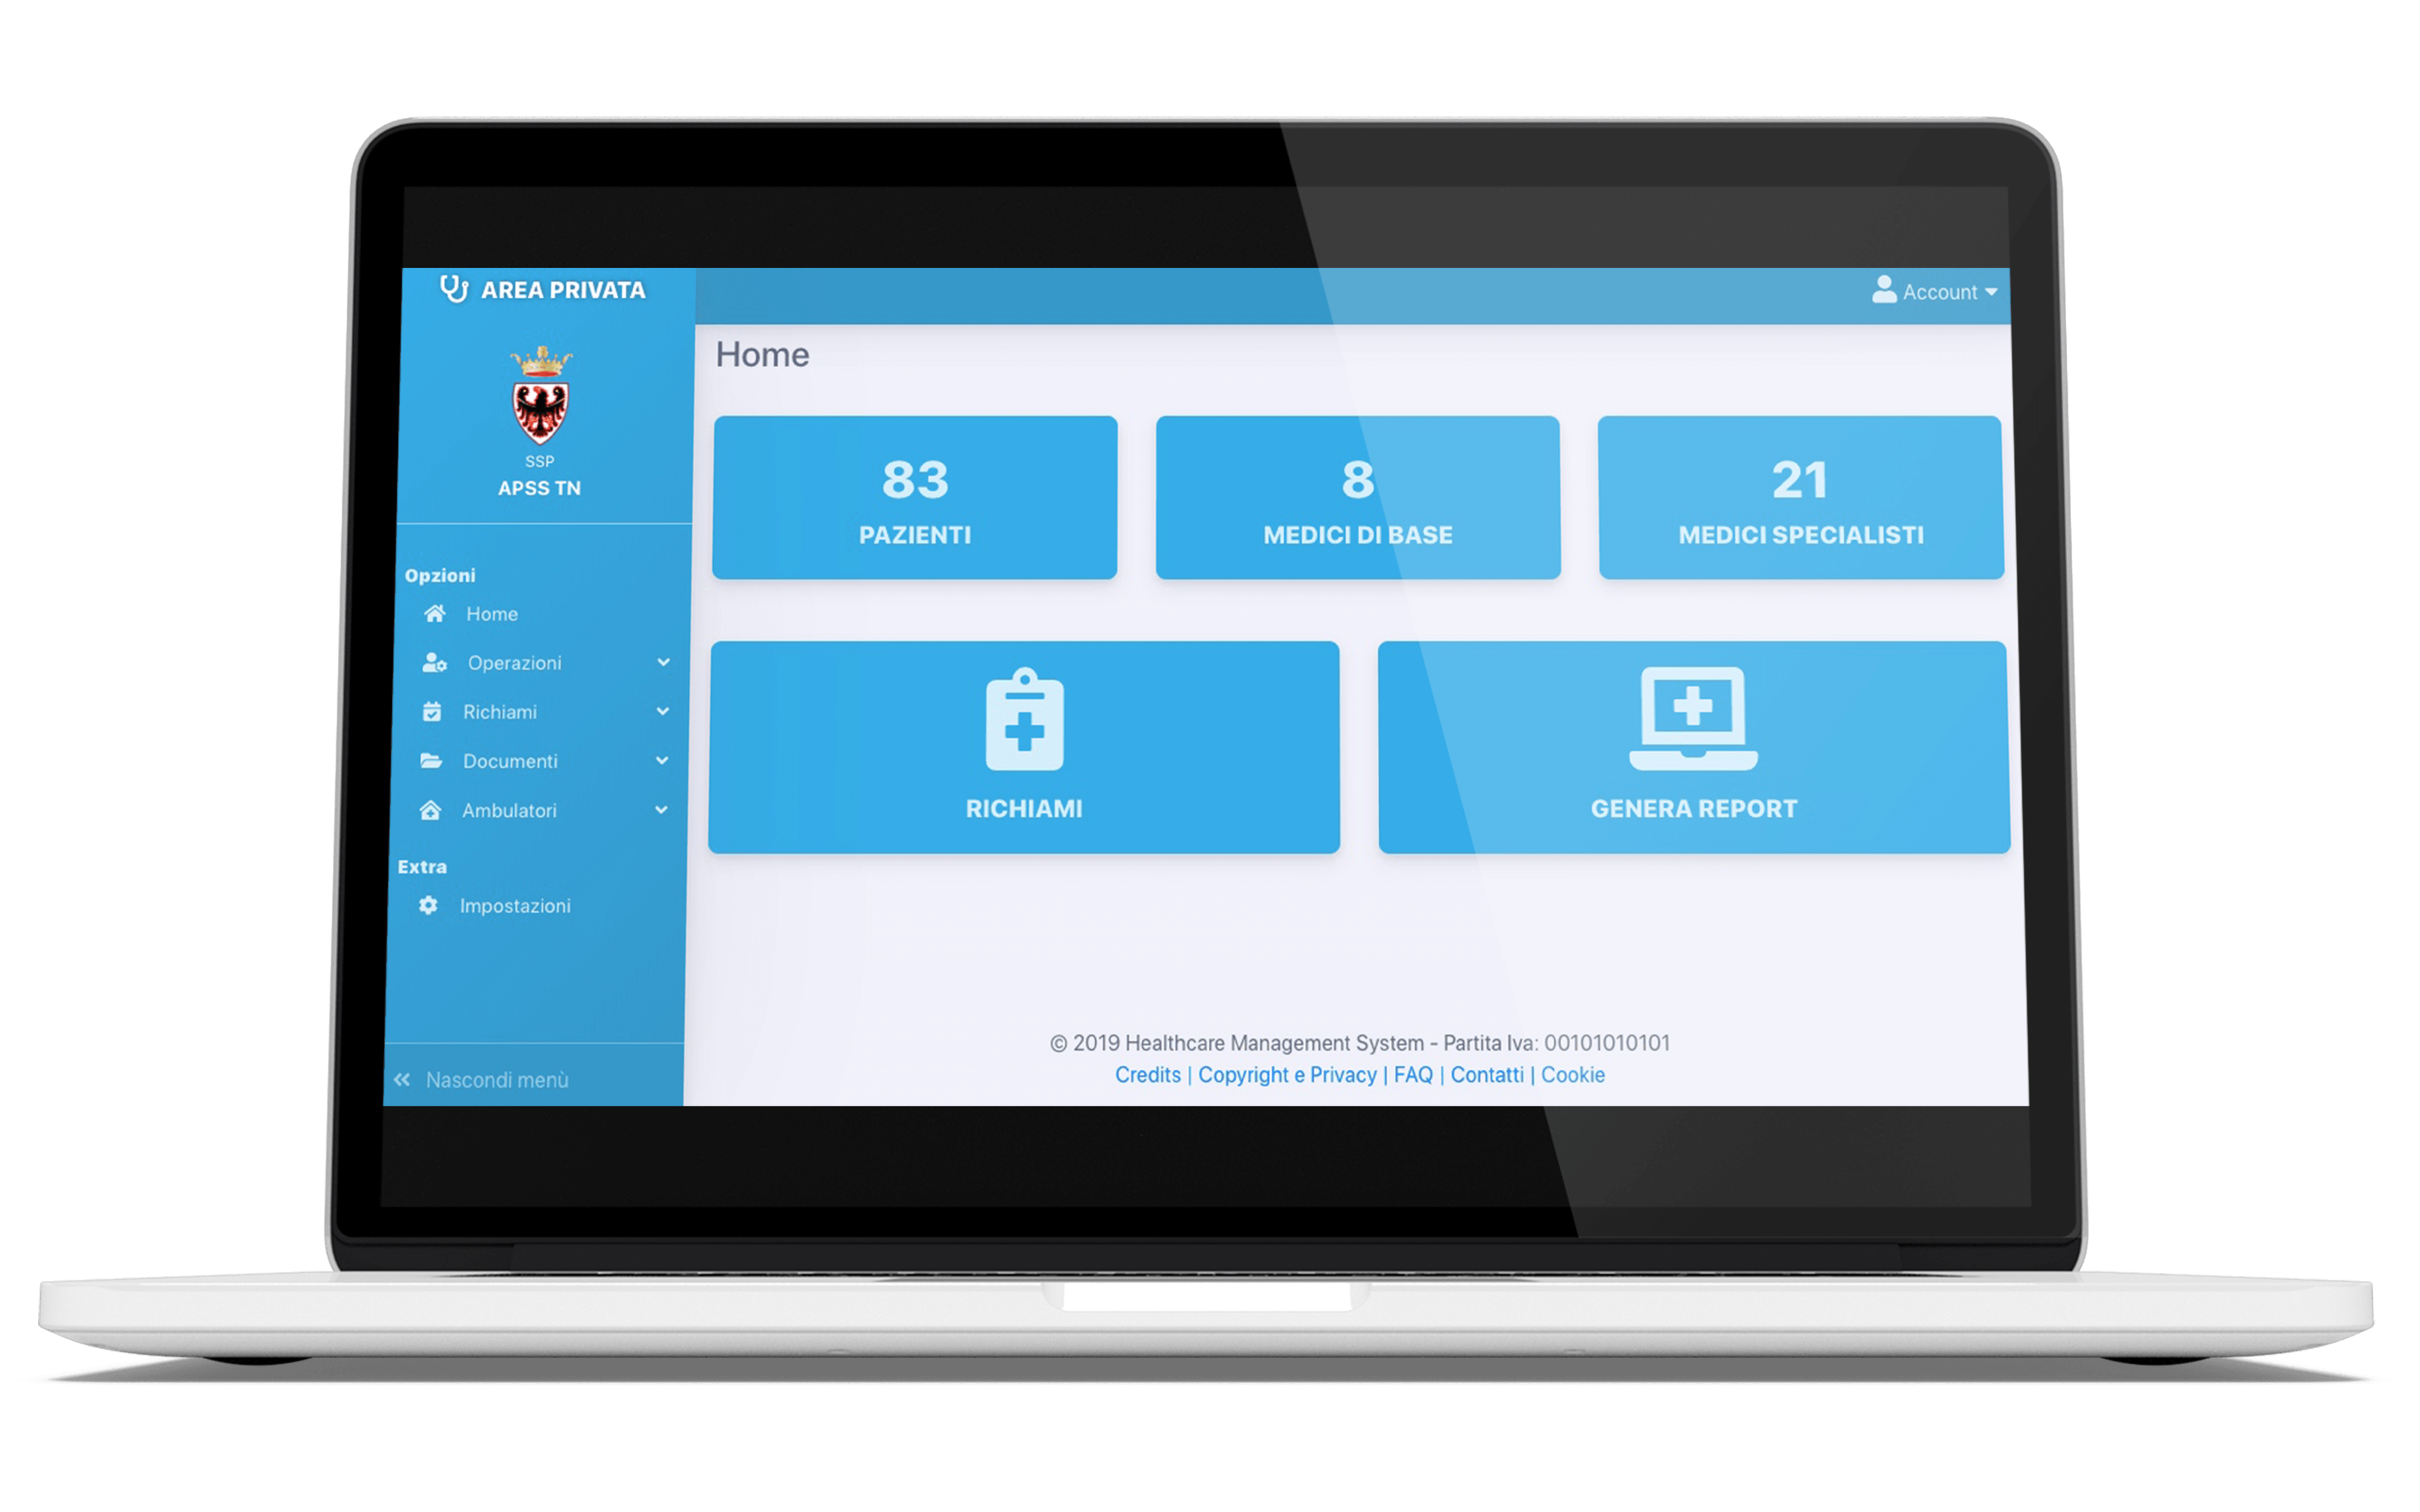 AREA PRIVATA
Account
SSP
APSS TN
Opzioni
Home
Operazioni
Richiami
Documenti
Ambulatori
Extra
Impostazioni
Nascondi menù
Home
83
PAZIENTI
8
MEDICI DI BASE
21
MEDICI SPECIALISTI
RICHIAMI
GENERA REPORT
© 2019 Healthcare Management System - Partita Iva: 00101010101
Credits | Copyright e Privacy | FAQ | Contatti | Cookie